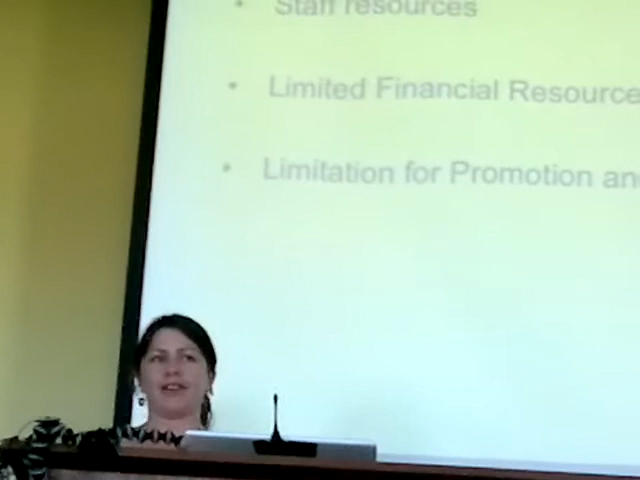 • Staff resources
• Limited Financial Resource
• Limitation for Promotion an